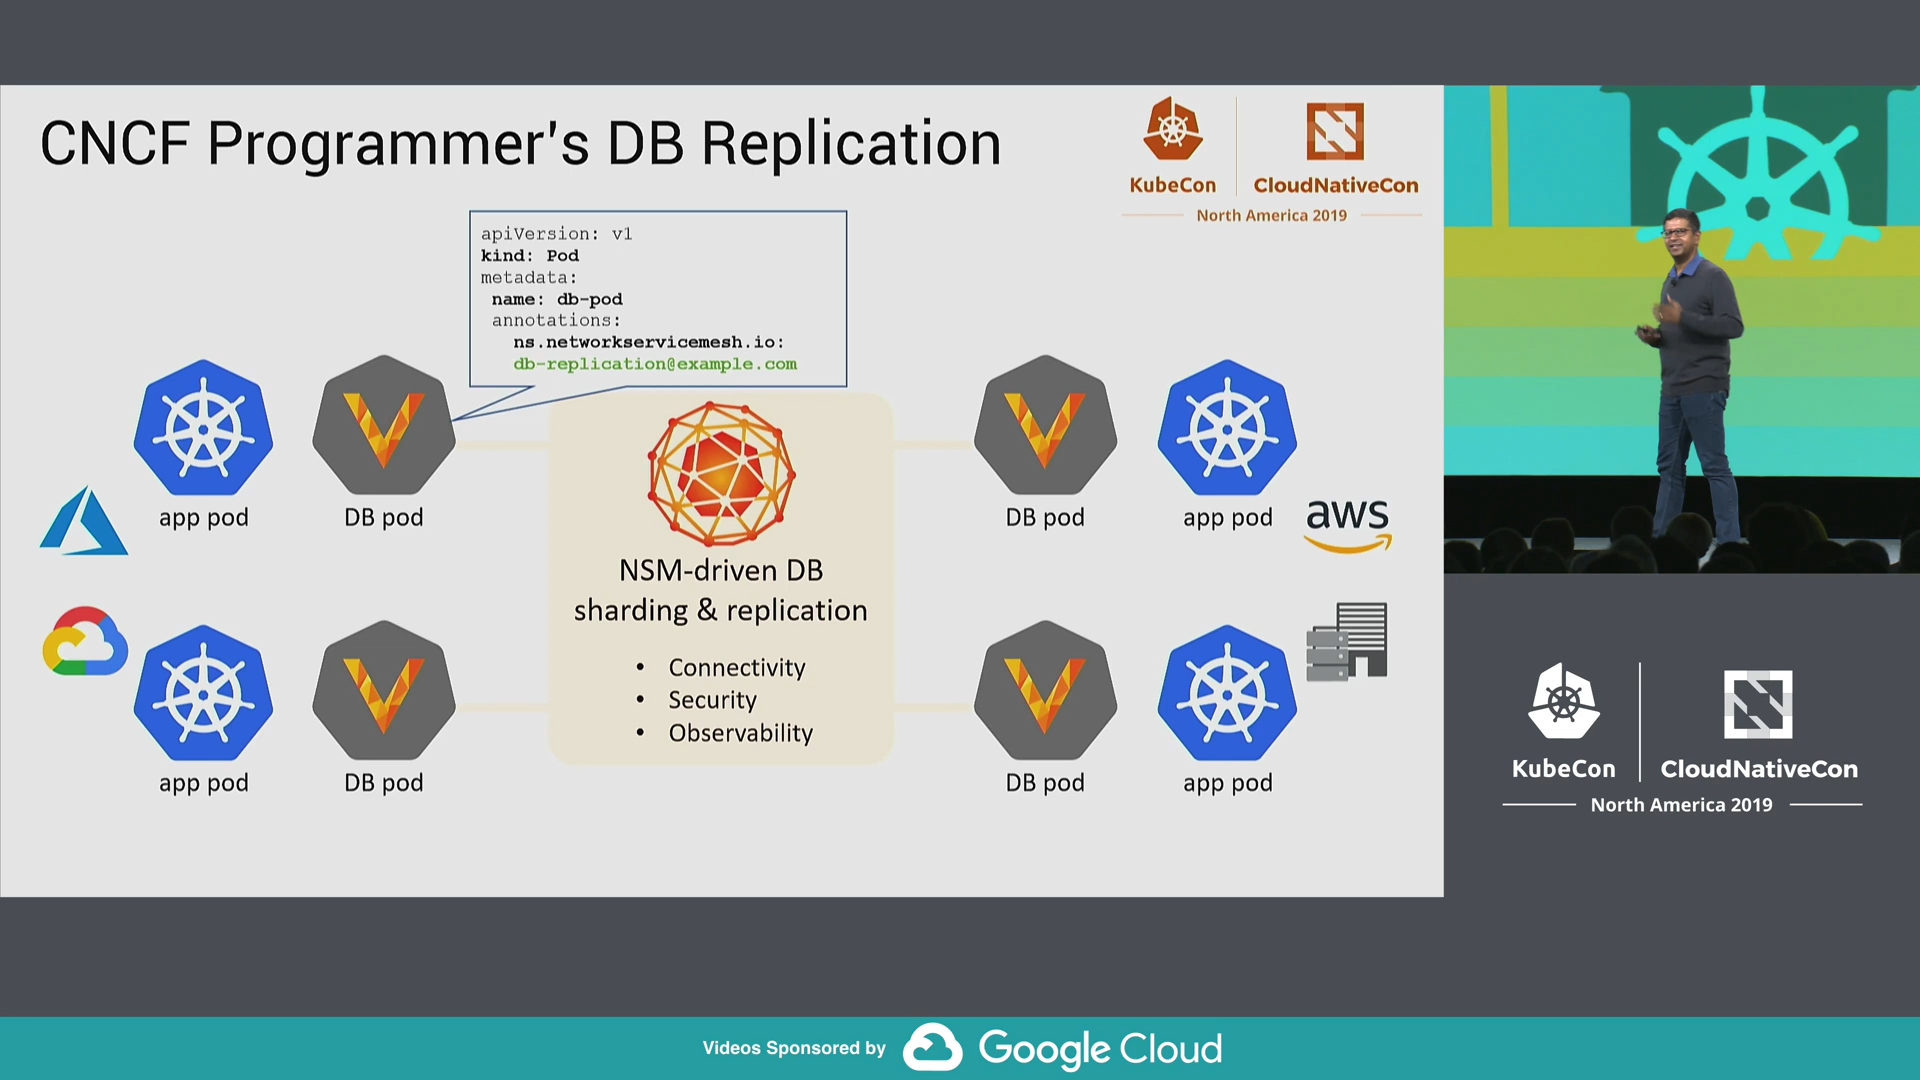 CNCF Programmer's DB Replication
KubeCon
CloudNativeCon
North America 2019
apiVersion: v1
kind: Pod
metadata:
name: db-pod
annotations:
ns.networkservicemesh.io:
db-replication@example.com
app pod
DB pod
DB pod
app pod
aws
NSM-driven DB
sharding & replication
• Connectivity
• Security
• Observability
app pod
DB pod
DB pod
app pod
KubeCon
CloudNativeCon
North America 2019
Videos Sponsored by
Google Cloud